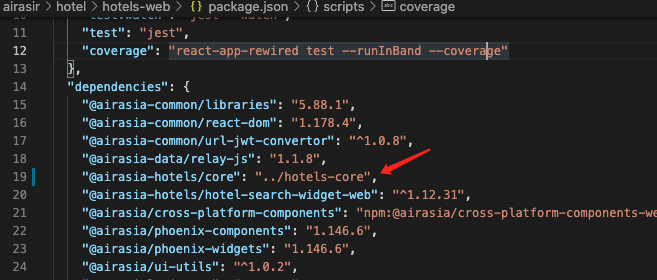 airasir > hotel > hotels-web > {} package.json > {} scripts > abc coverage
11 "test": "jest",
12 "coverage": "react-app-rewired test --runInBand --coverage"
13 },
14 "dependencies": {
15 "@airasia-common/libraries": "5.88.1",
16 "@airasia-common/react-dom": "1.178.4",
17 "@airasia-common/url-jwt-convertor": "^1.0.8",
18 "@airasia-data/relay-js": "1.1.8",
19 "@airasia-hotels/core": "../hotels-core",
20 "@airasia-hotels/hotel-search-widget-web": "^1.12.31",
21 "@airasia/cross-platform-components": "npm:@airasia/cross-platform-components-we
22 "@airasia/phoenix-components": "1.146.6",
23 "@airasia/phoenix-widgets": "1.146.6",
24 "@airasia/ui-utils": "^1.0.2",